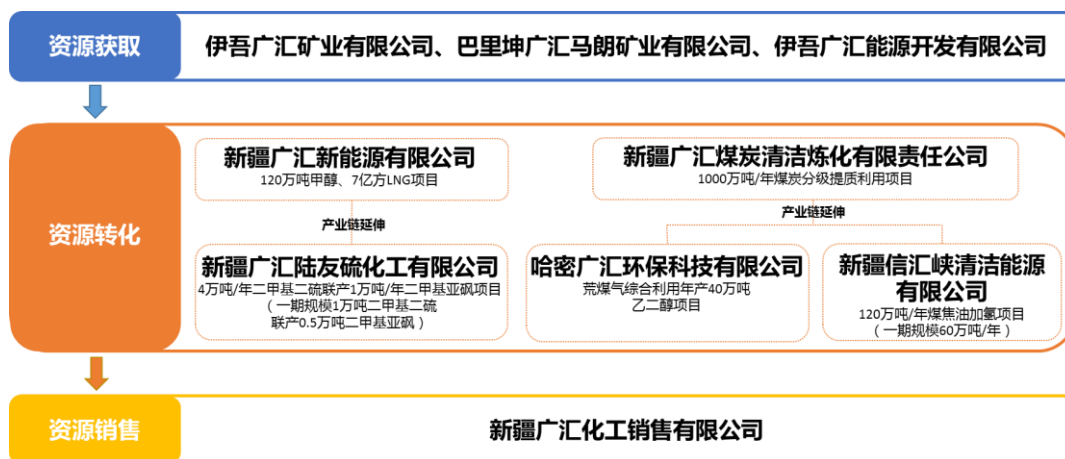 资源获取
伊吾广汇矿业有限公司、巴里坤广汇马朗矿业有限公司、伊吾广汇能源开发有限公司
资源转化
新疆广汇新能源有限公司
120万吨甲醇、7亿方LNG项目
产业链延伸
新疆广汇陆友硫化工有限公司
4万吨/年二甲基二硫联产1万吨/年二甲基亚砜项目
（一期规模1万吨二甲基二硫
联产0.5万吨二甲基亚砜）
新疆广汇煤炭清洁炼化有限责任公司
1000万吨/年煤炭分级提质利用项目
产业链延伸
哈密广汇环保科技有限公司
荒煤气综合利用年产40万吨
乙二醇项目
新疆信汇峡清洁能源
有限公司
120万吨/年煤焦油加氢项目
（一期规模60万吨/年）
资源销售
新疆广汇化工销售有限公司